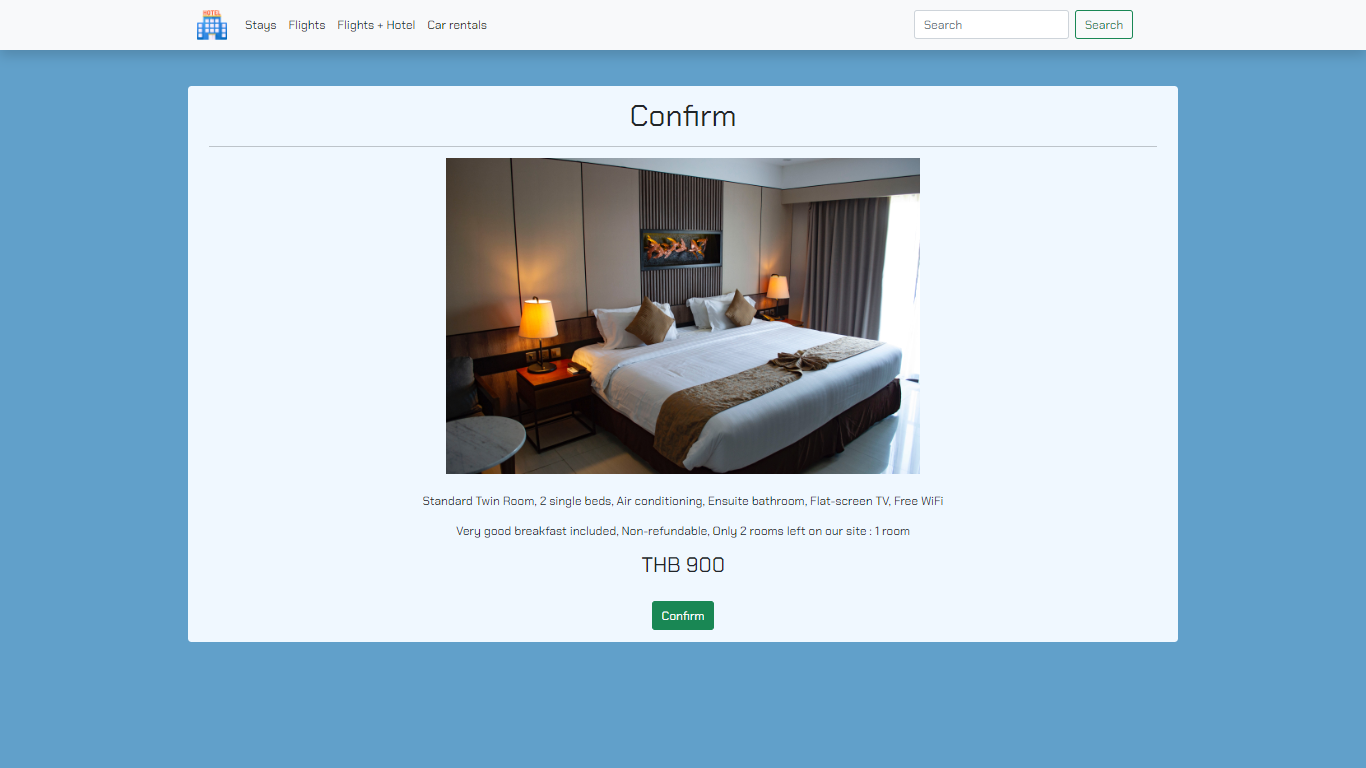 HOTEL
Stays Flights Flights + Hotel Car rentals Search Search
Confirm
Standard Twin Room, 2 single beds, Air conditioning, Ensuite bathroom, Flat-screen TV, Free WiFi
Very good breakfast included, Non-refundable, Only 2 rooms left on our site : 1 room
THB 900
Confirm